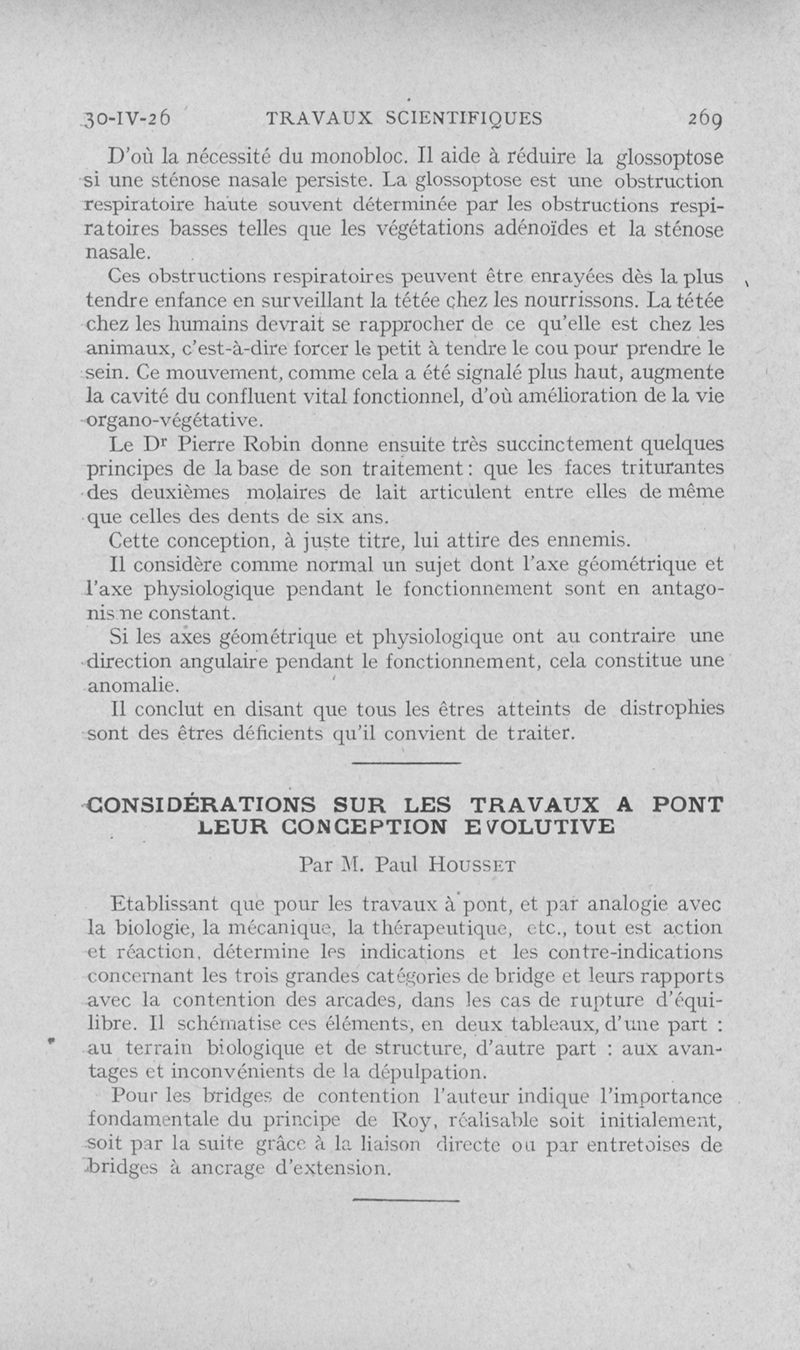 30-IV-26 TRAVAUX SCIENTIFIQUES 269
D'où la nécessité du monobloc. Il aide à réduire la glossoptose
si une sténose nasale persiste. La glossoptose est une obstruction
respiratoire haute souvent déterminée par les obstructions respi-
ratoires basses telles que les végétations adénoïdes et la sténose
nasale.
Ces obstructions respiratoires peuvent être enrayées dès la plus
tendre enfance en surveillant la tétée chez les nourrissons. La tétée
chez les humains devrait se rapprocher de ce qu'elle est chez les
animaux, c'est-à-dire forcer le petit à tendre le cou pour prendre le
sein. Ce mouvement, comme cela a été signalé plus haut, augmente
la cavité du confluent vital fonctionnel, d'où amélioration de la vie
organo-végétative.
Le Dr Pierre Robin donne ensuite très succinctement quelques
principes de la base de son traitement : que les faces triturantes
des deuxièmes molaires de lait articulent entre elles de même
que celles des dents de six ans.
Cette conception, à juste titre, lui attire des ennemis.
Il considère comme normal un sujet dont l'axe géométrique et
l'axe physiologique pendant le fonctionnement sont en antago-
nisme constant.
Si les axes géométrique et physiologique ont au contraire une
direction angulaire pendant le fonctionnement, cela constitue une
anomalie.
Il conclut en disant que tous les êtres atteints de distrophies
sont des êtres déficients qu'il convient de traiter.
CONSIDÉRATIONS SUR LES TRAVAUX A PONT
LEUR CONCEPTION EVOLUTIVE
Par M. Paul HOUSSET
Etablissant que pour les travaux à pont, et par analogie avec
la biologie, la mécanique, la thérapeutique, etc., tout est action
et réaction, détermine les indications et les contre-indications
concernant les trois grandes catégories de bridge et leurs rapports
avec la contention des arcades, dans les cas de rupture d'équi-
libre. Il schématise ces éléments, en deux tableaux, d'une part :
au terrain biologique et de structure, d'autre part : aux avan-
tages et inconvénients de la dépulpation.
Pour les bridges de contention l'auteur indique l'importance
fondamentale du principe de Roy, réalisable soit initialement,
soit par la suite grâce à la liaison directe ou par entretoises de
bridges à ancrage d'extension.